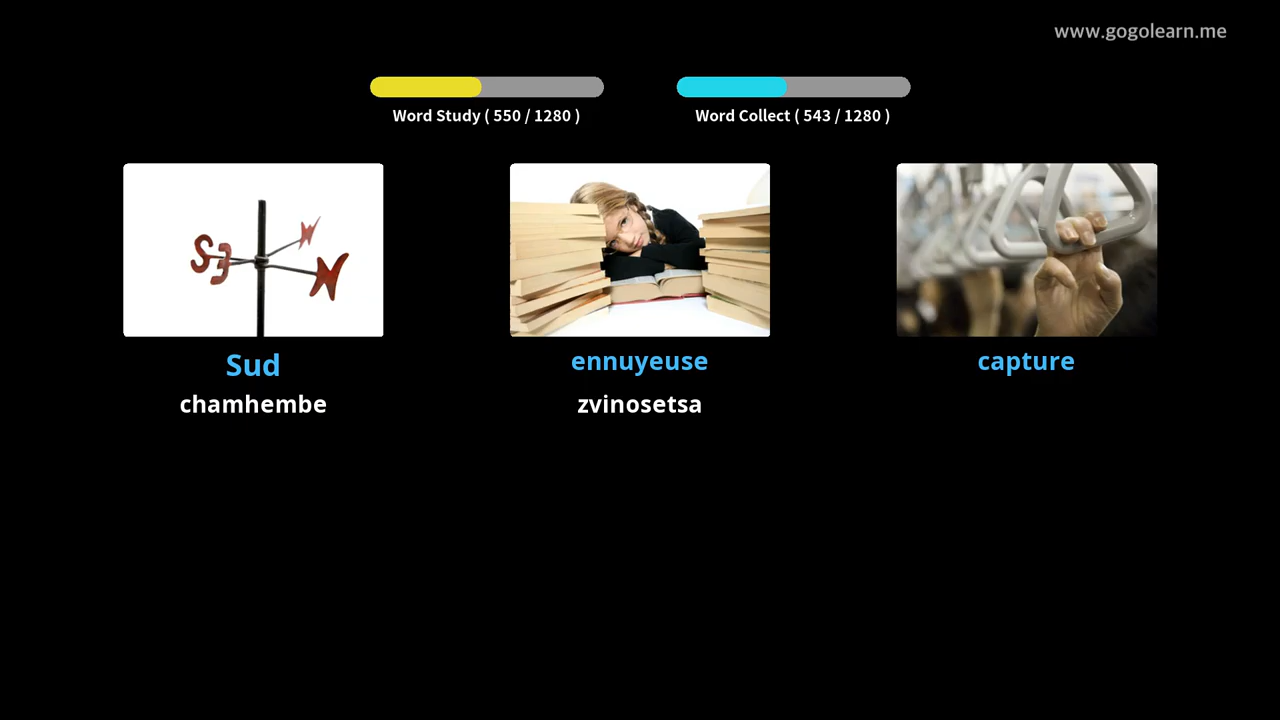 www.gogolearn.me
Word Study ( 550 / 1280 )
Word Collect ( 543 / 1280 )
Sud
chamhembe
ennuyeuse
zvinosetsa
capture